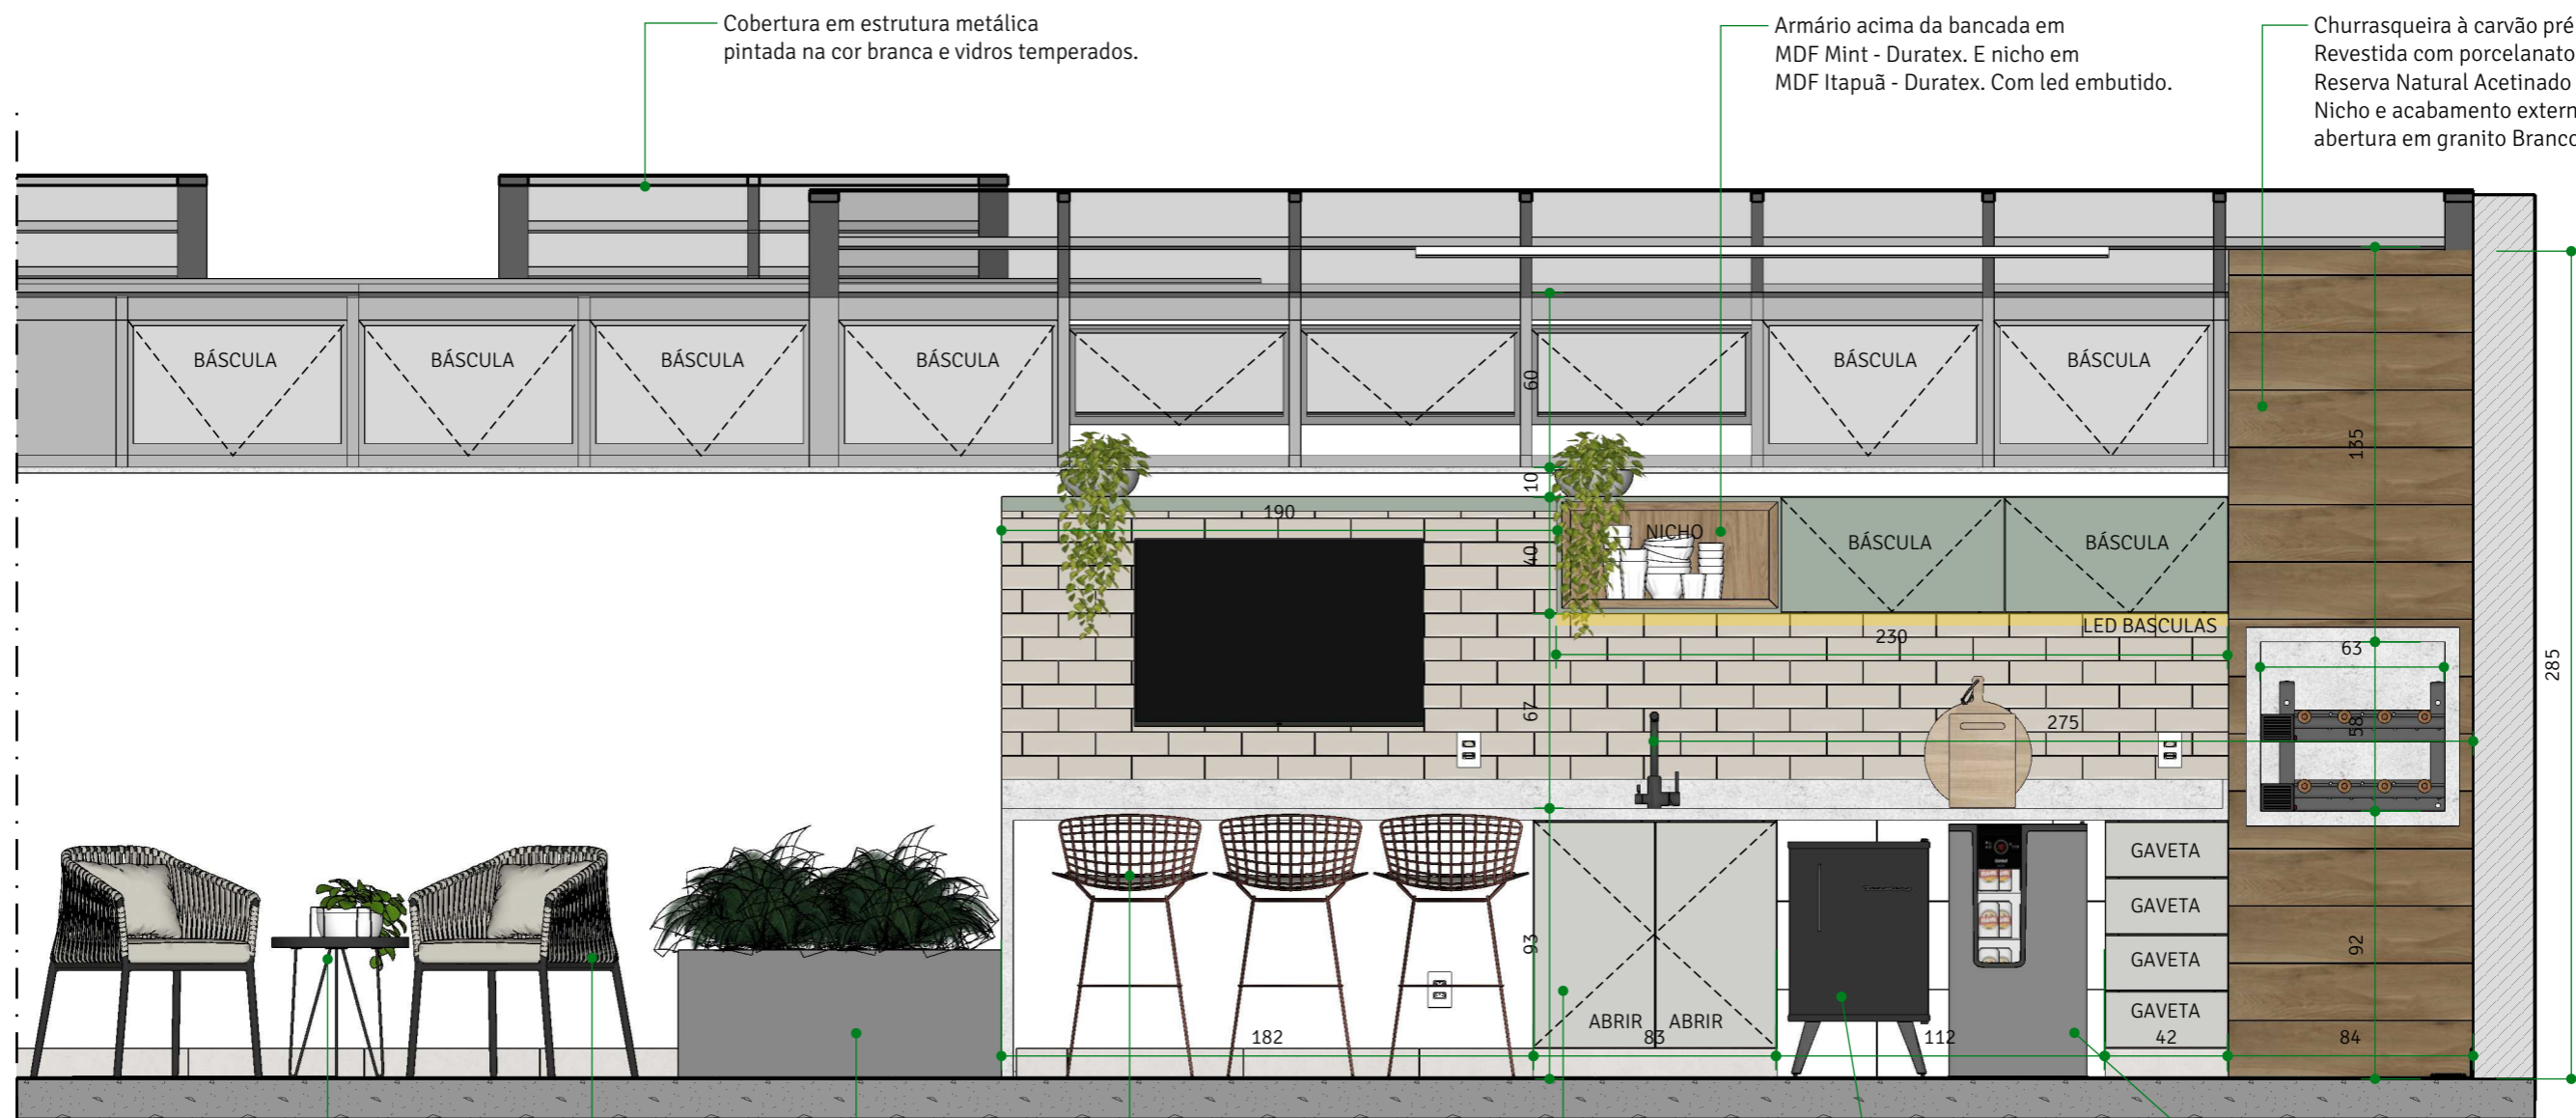 Cobertura em estrutura metálica
pintada na cor branca e vidros temperados.
Armário acima da bancada em
MDF Mint - Duratex. E nicho em
MDF Itapuã - Duratex. Com led embutido.
Churrasqueira à carvão pré
Revestida com porcelanato
Reserva Natural Acetinado
Nicho e acabamento extern
abertura em granito Branco
BÁSCULA BÁSCULA BÁSCULA BÁSCULA BÁSCULA BÁSCULA
60
135
10
190
NICHO
40
BÁSCULA BÁSCULA
LED BASCULAS
230
63
285
67
275
58
GAVETA
GAVETA
93
92
GAVETA
GAVETA
ABRIR ABRIR
182 83 112 42 84